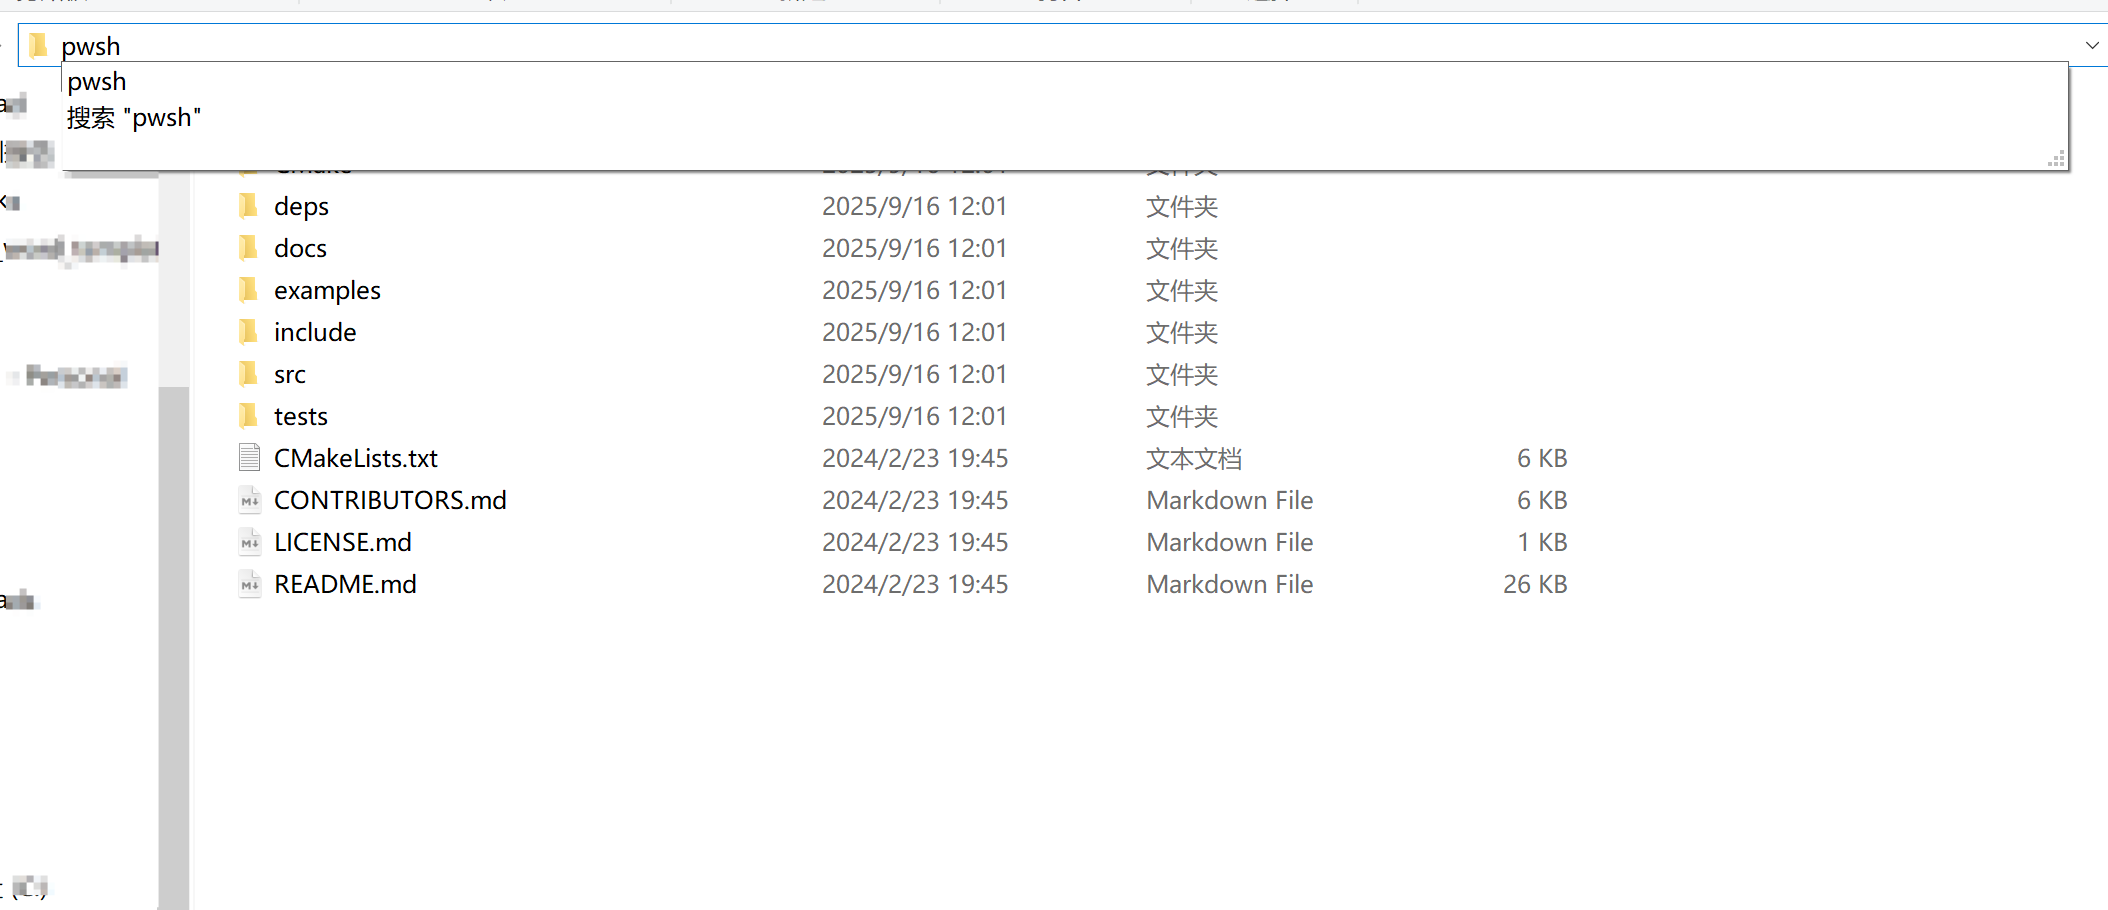 pwsh
pwsh
搜索 "pwsh"
deps 2025/9/16 12:01 文件夹
docs 2025/9/16 12:01 文件夹
examples 2025/9/16 12:01 文件夹
include 2025/9/16 12:01 文件夹
src 2025/9/16 12:01 文件夹
tests 2025/9/16 12:01 文件夹
CMakeLists.txt 2024/2/23 19:45 文本文档 6 KB
CONTRIBUTORS.md 2024/2/23 19:45 Markdown File 6 KB
LICENSE.md 2024/2/23 19:45 Markdown File 1 KB
README.md 2024/2/23 19:45 Markdown File 26 KB